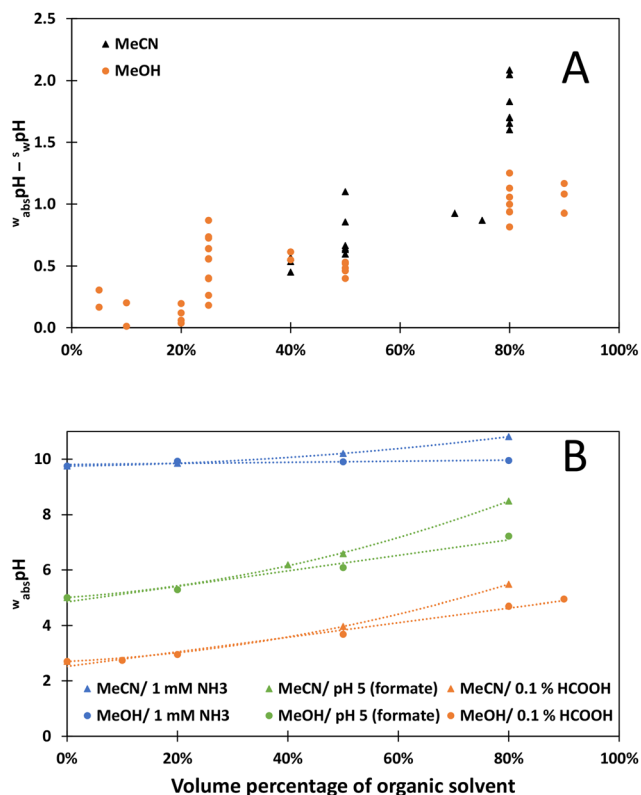 2.5
2.0
1.5
1.0
0.5
0.0
w abspH – s wpH
MeCN
MeOH
A
0% 20% 40% 60% 80% 100%
10
8
6
4
2
0
w abspH
B
MeCN/ 1 mM NH3 MeCN/ pH 5 (formate) MeCN/ 0.1 % HCOOH
MeOH/ 1 mM NH3 MeOH/ pH 5 (formate) MeOH/ 0.1 % HCOOH
0% 20% 40% 60% 80% 100%
Volume percentage of organic solvent